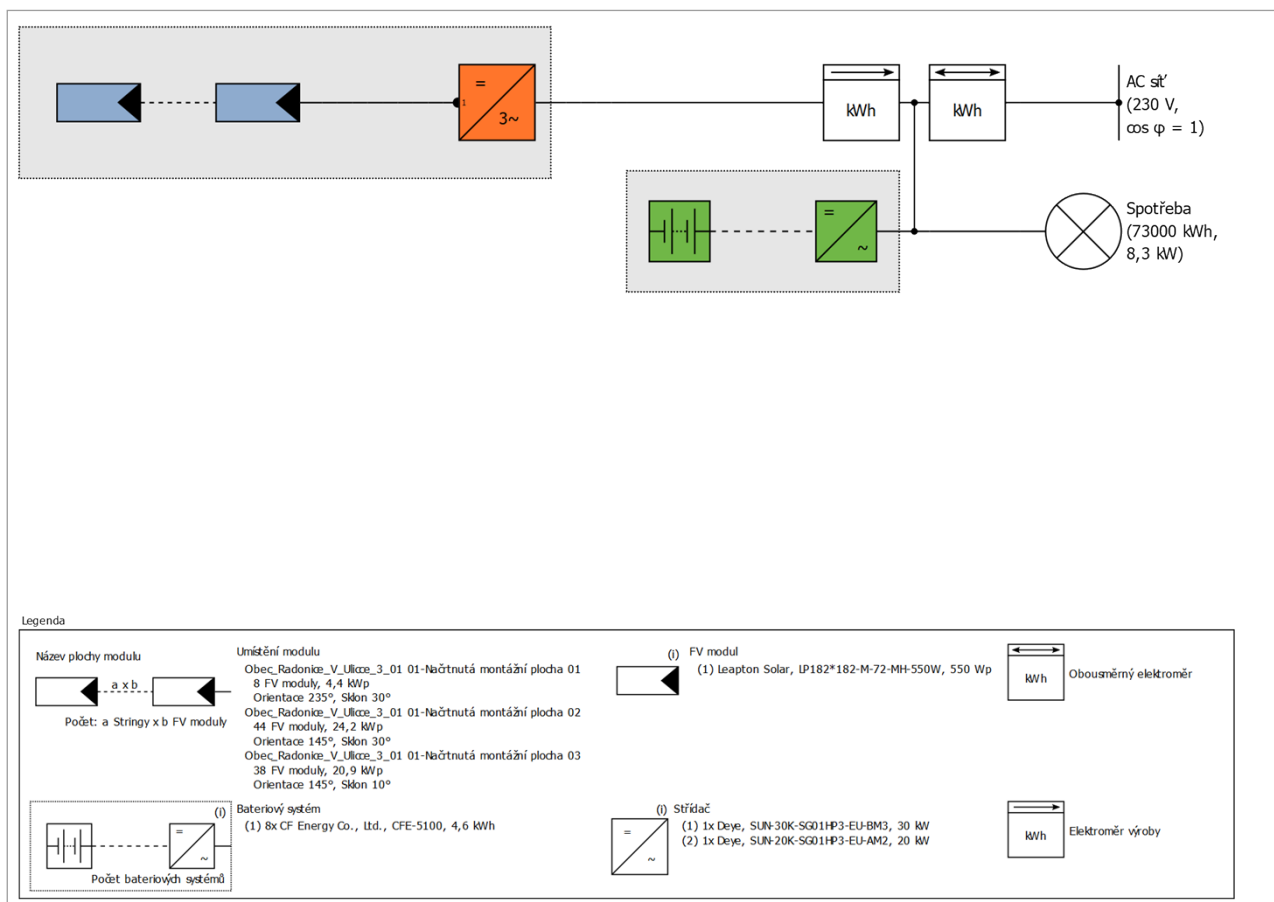 =
3~
1
kWh
kWh
AC síť
(230 V,
cos φ = 1)
=
~
Spotřeba
(73000 kWh,
8,3 kW)
Legenda
Název plochy modulu
a x b
Počet: a Stringy x b FV moduly
Umístění modulu
Obec_Radonice_V_Ulicce_3_01 01-Načrtnutá montážní plocha 01
8 FV moduly, 4,4 kWp
Orientace 235°, Sklon 30°
Obec_Radonice_V_Ulicce_3_01 01-Načrtnutá montážní plocha 02
44 FV moduly, 24,2 kWp
Orientace 145°, Sklon 30°
Obec_Radonice_V_Ulicce_3_01 01-Načrtnutá montážní plocha 03
38 FV moduly, 20,9 kWp
Orientace 145°, Sklon 10°
(i) FV modul
(1) Leapton Solar, LP182*182-M-72-MH-550W, 550 Wp
kWh
Obousměrný elektroměr
(i)
=
~
Počet bateriových systémů
Bateriový systém
(1) 8x CF Energy Co., Ltd., CFE-5100, 4,6 kWh
(i) Střídač
=
~
(1) 1x Deye, SUN-30K-SG01HP3-EU-BM3, 30 kW
(2) 1x Deye, SUN-20K-SG01HP3-EU-AM2, 20 kW
kWh
Elektroměr výroby